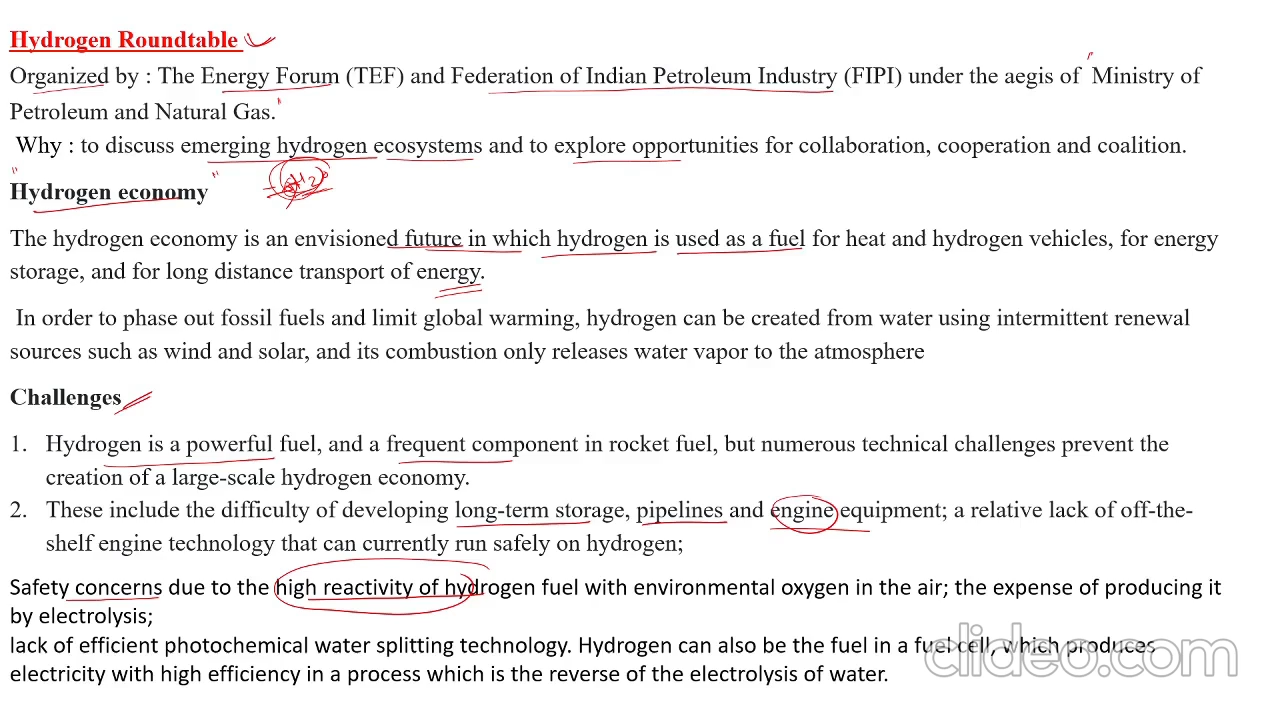 Hydrogen Roundtable
Organized by : The Energy Forum (TEF) and Federation of Indian Petroleum Industry (FIPI) under the aegis of Ministry of
Petroleum and Natural Gas.
Why : to discuss emerging hydrogen ecosystems and to explore opportunities for collaboration, cooperation and coalition.
Hydrogen economy
The hydrogen economy is an envisioned future in which hydrogen is used as a fuel for heat and hydrogen vehicles, for energy
storage, and for long distance transport of energy.
In order to phase out fossil fuels and limit global warming, hydrogen can be created from water using intermittent renewal
sources such as wind and solar, and its combustion only releases water vapor to the atmosphere
Challenges
1. Hydrogen is a powerful fuel, and a frequent component in rocket fuel, but numerous technical challenges prevent the
creation of a large-scale hydrogen economy.
2. These include the difficulty of developing long-term storage, pipelines and engine equipment; a relative lack of off-the-
shelf engine technology that can currently run safely on hydrogen;
Safety concerns due to the high reactivity of hydrogen fuel with environmental oxygen in the air; the expense of producing it
by electrolysis;
lack of efficient photochemical water splitting technology. Hydrogen can also be the fuel in a fuel cell, which produces
electricity with high efficiency in a process which is the reverse of the electrolysis of water.
clideo.com